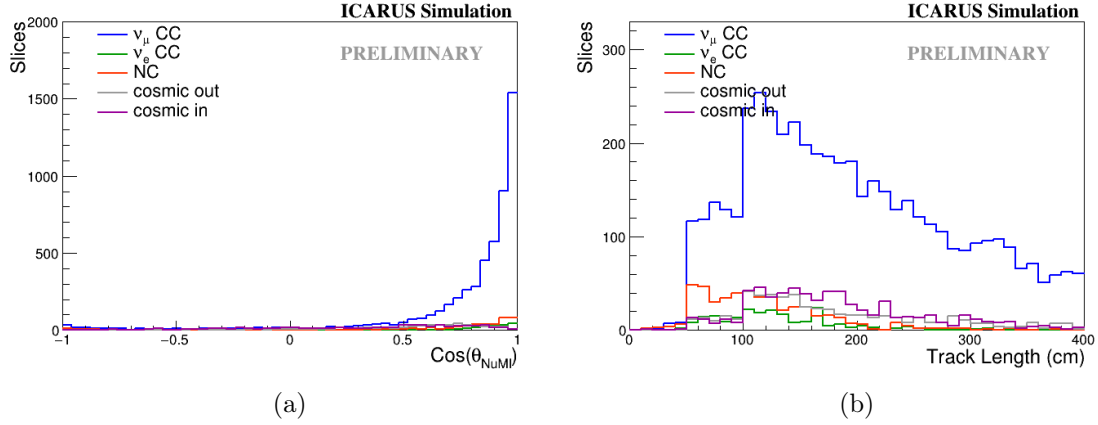 ICARUS Simulation
PRELIMINARY
Slices
2000
1500
1000
500
0
ν_μ CC
ν_e CC
NC
cosmic out
cosmic in
−1 −0.5 0 0.5 1
Cos(θ_NuMI)
(a)
ICARUS Simulation
PRELIMINARY
Slices
300
200
100
0
ν_μ CC
ν_e CC
NC
cosmic out
cosmic in
0 100 200 300 400
Track Length (cm)
(b)